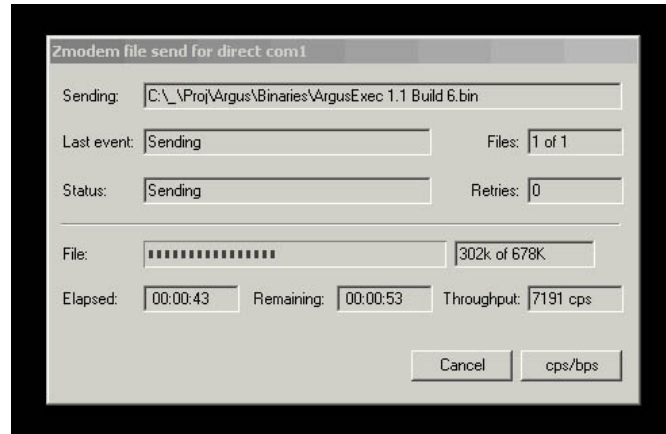 Zmodem file send for direct com1
Sending: C:\_\Proj\Argus\Binaries\ArgusExec 1.1 Build 6.bin
Last event: Sending Files: 1 of 1
Status: Sending Retries: 0
File: 302k of 678K
Elapsed: 00:00:43 Remaining: 00:00:53 Throughput: 7191 cps
Cancel cps/bps